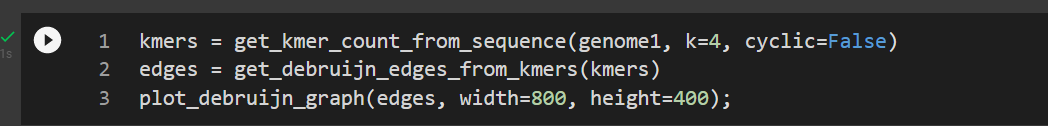 1 kmers = get_kmer_count_from_sequence(genome1, k=4, cyclic=False)
1s
2 edges = get_debruijn_edges_from_kmers(kmers)
3 plot_debruijn_graph(edges, width=800, height=400);